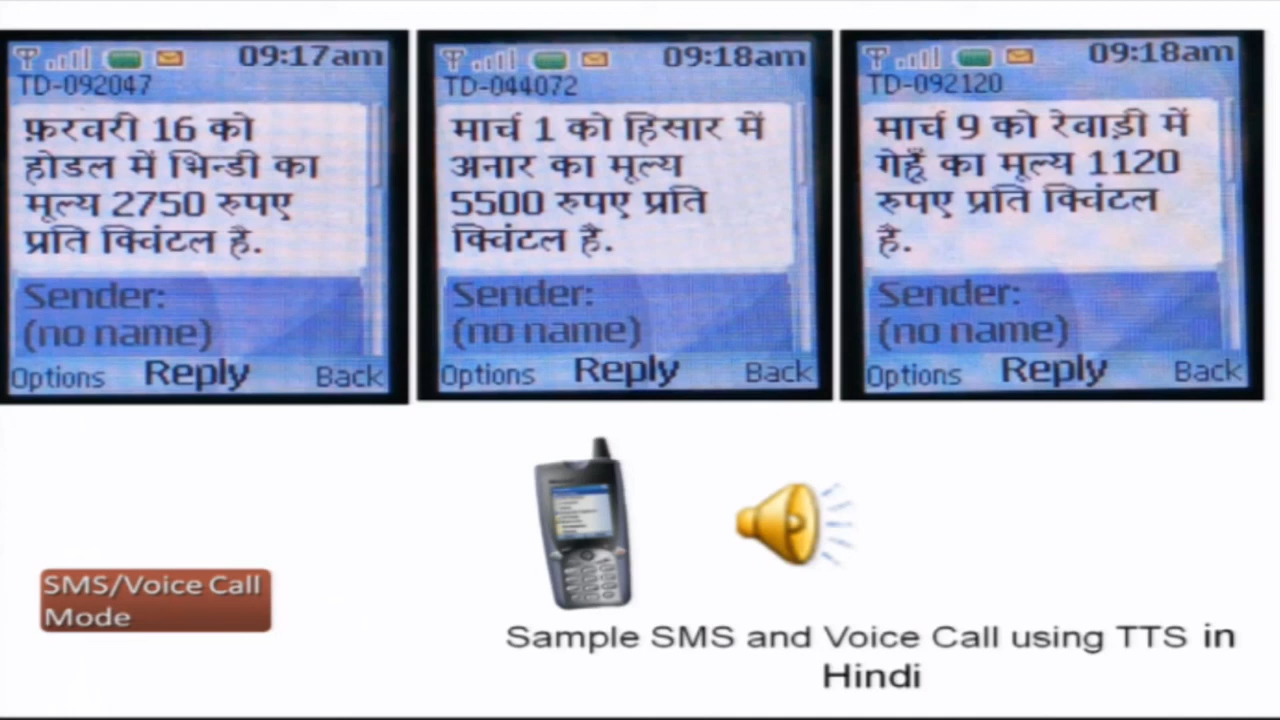 09:17am
TD-092047
फ़रवरी 16 को
होडल में भिन्डी का
मूल्य 2750 रुपए
प्रति क्विंटल है.
Sender:
(no name)
Options Reply Back
09:18am
TD-044072
मार्च 1 को हिसार में
अनार का मूल्य
5500 रुपए प्रति
क्विंटल है.
Sender:
(no name)
Options Reply Back
09:18am
TD-092120
मार्च 9 को रेवाड़ी में
गेहूँ का मूल्य 1120
रुपए प्रति क्विंटल
है.
Sender:
(no name)
Options Reply Back
SMS/Voice Call
Mode
Sample SMS and Voice Call using TTS in
Hindi